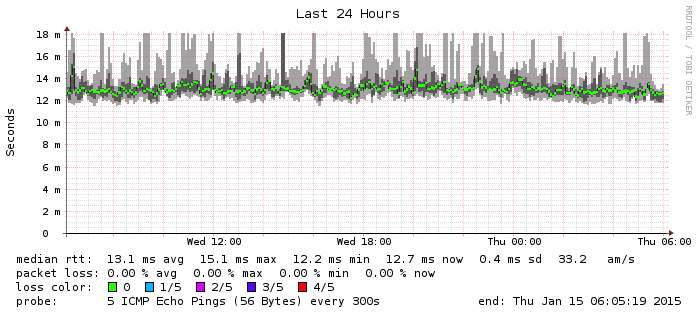 Last 24 Hours
RRDTOOL / TOBI OETIKER
Seconds
18 m
16 m
14 m
12 m
10 m
8 m
6 m
4 m
2 m
0
Wed 12:00 Wed 18:00 Thu 00:00 Thu 06:00
median rtt: 13.1 ms avg 15.1 ms max 12.2 ms min 12.7 ms now 0.4 ms sd 33.2 am/s
packet loss: 0.00 % avg 0.00 % max 0.00 % min 0.00 % now
loss color: 0 1/5 2/5 3/5 4/5
probe: 5 ICMP Echo Pings (56 Bytes) every 300s end: Thu Jan 15 06:05:19 2015